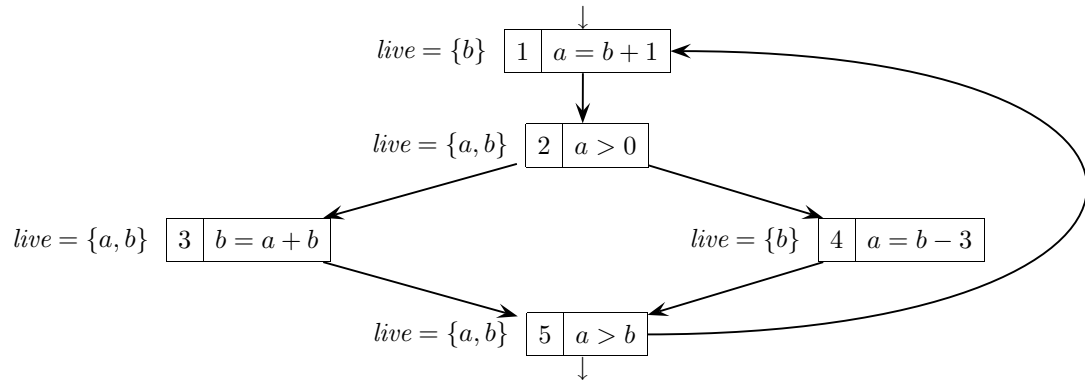 live = {b} 1 a = b + 1
live = {a, b} 2 a > 0
live = {a, b} 3 b = a + b live = {b} 4 a = b − 3
live = {a, b} 5 a > b